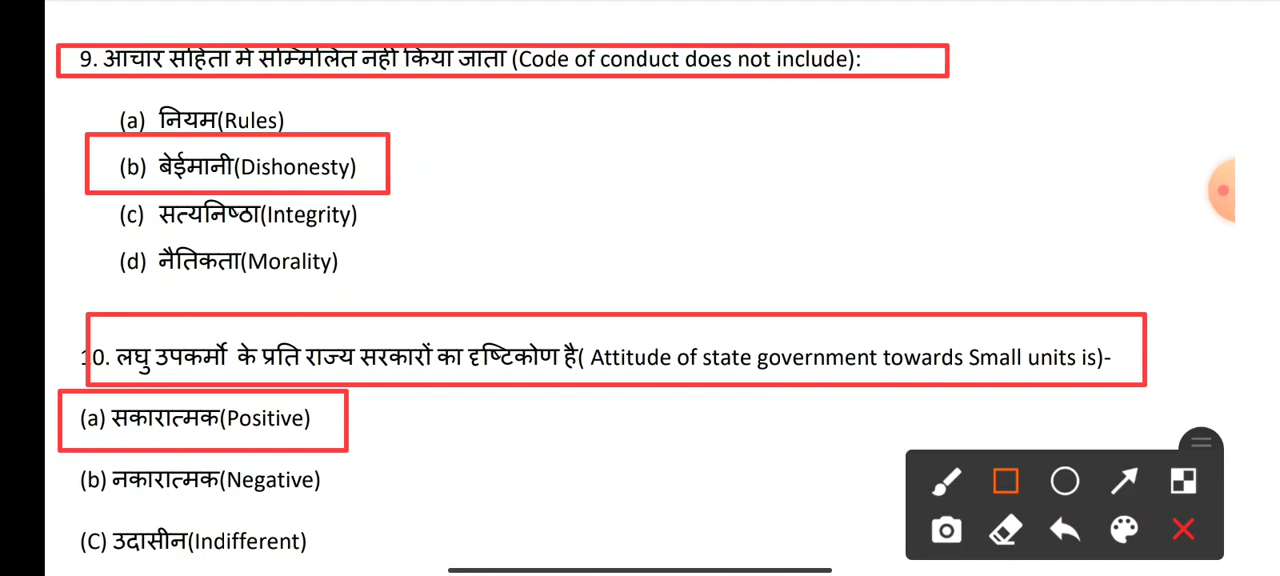 9. आचार सहिता मे सम्मिलित नही किया जाता (Code of conduct does not include):
(a) नियम(Rules)
(b) बेईमानी(Dishonesty)
(c) सत्यनिष्ठा(Integrity)
(d) नैतिकता(Morality)
10. लघु उपकर्मो के प्रति राज्य सरकारों का दृष्टिकोण है( Attitude of state government towards Small units is)-
(a) सकारात्मक(Positive)
(b) नकारात्मक(Negative)
(C) उदासीन(Indifferent)